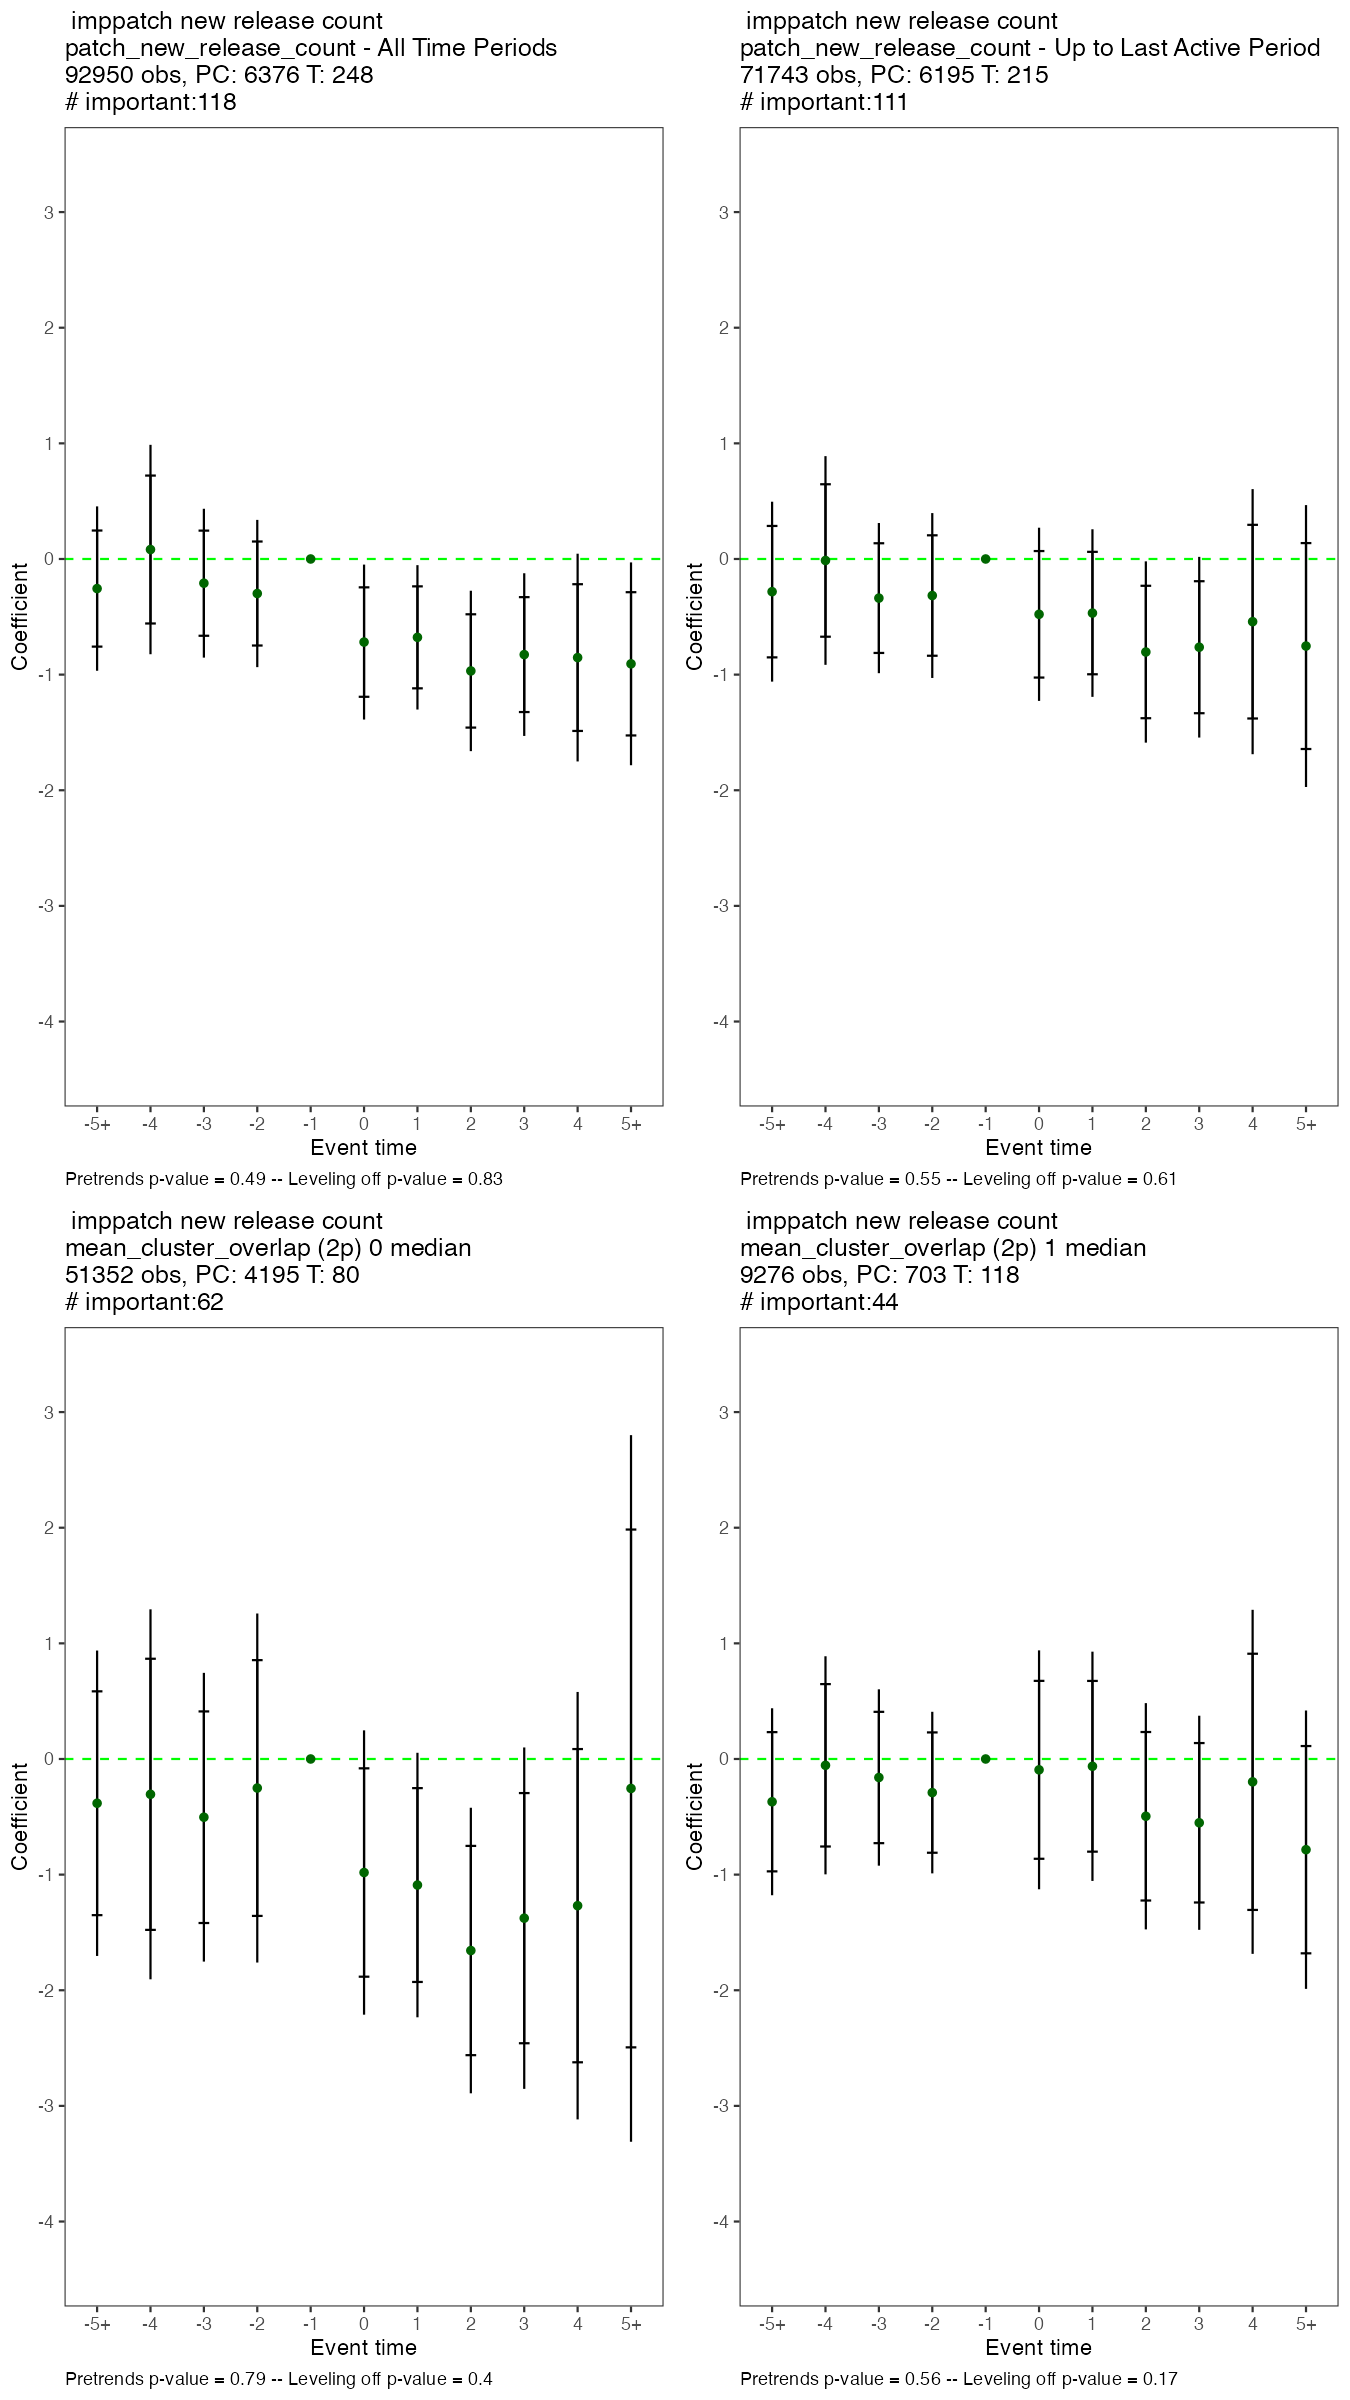 imppatch new release count
patch_new_release_count - All Time Periods
92950 obs, PC: 6376 T: 248
# important:118
3
2
1
0
-1
-2
-3
-4
Coefficient
-5+ -4 -3 -2 -1 0 1 2 3 4 5+
Event time
Pretrends p-value = 0.49 -- Leveling off p-value = 0.83
imppatch new release count
patch_new_release_count - Up to Last Active Period
71743 obs, PC: 6195 T: 215
# important:111
3
2
1
0
-1
-2
-3
-4
Coefficient
-5+ -4 -3 -2 -1 0 1 2 3 4 5+
Event time
Pretrends p-value = 0.55 -- Leveling off p-value = 0.61
imppatch new release count
mean_cluster_overlap (2p) 0 median
51352 obs, PC: 4195 T: 80
# important:62
3
2
1
0
-1
-2
-3
-4
Coefficient
-5+ -4 -3 -2 -1 0 1 2 3 4 5+
Event time
Pretrends p-value = 0.79 -- Leveling off p-value = 0.4
imppatch new release count
mean_cluster_overlap (2p) 1 median
9276 obs, PC: 703 T: 118
# important:44
3
2
1
0
-1
-2
-3
-4
Coefficient
-5+ -4 -3 -2 -1 0 1 2 3 4 5+
Event time
Pretrends p-value = 0.56 -- Leveling off p-value = 0.17